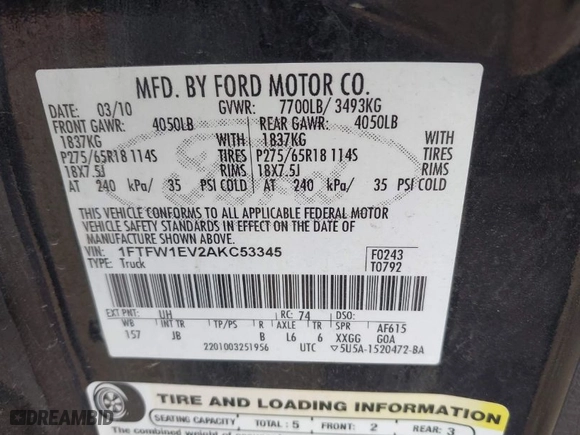 MFD. BY FORD MOTOR CO.
DATE: 03/10 GVWR: 7700LB/ 3493KG
FRONT GAWR: 4050LB REAR GAWR: 4050LB
1837KG WITH 1837KG WITH
P275/65R18 114S TIRES P275/65R18 114S TIRES
18X7.5J RIMS 18X7.5J RIMS
AT 240 kPa/ 35 PSI COLD AT 240 kPa/ 35 PSI COLD
THIS VEHICLE CONFORMS TO ALL APPLICABLE FEDERAL MOTOR
VEHICLE SAFETY STANDARDS IN EFFECT ON THE DATE OF
MANUFACTURE SHOWN ABOVE.
VIN: 1FTFW1EV2AKC53345 F0243
TYPE: Truck T0792
EXT PNT: UH RC: 74 DSO:
WB INT TR TP/PS R AXLE TR SPR AF615
157 JB B L6 6 XXGG GOA
2201003251956 UTC ▽5U5A-1520472-BA
TIRE AND LOADING INFORMATION
SEATING CAPACITY TOTAL : 5 FRONT: 2 REAR: 3
The combined weight of
DREAMBID